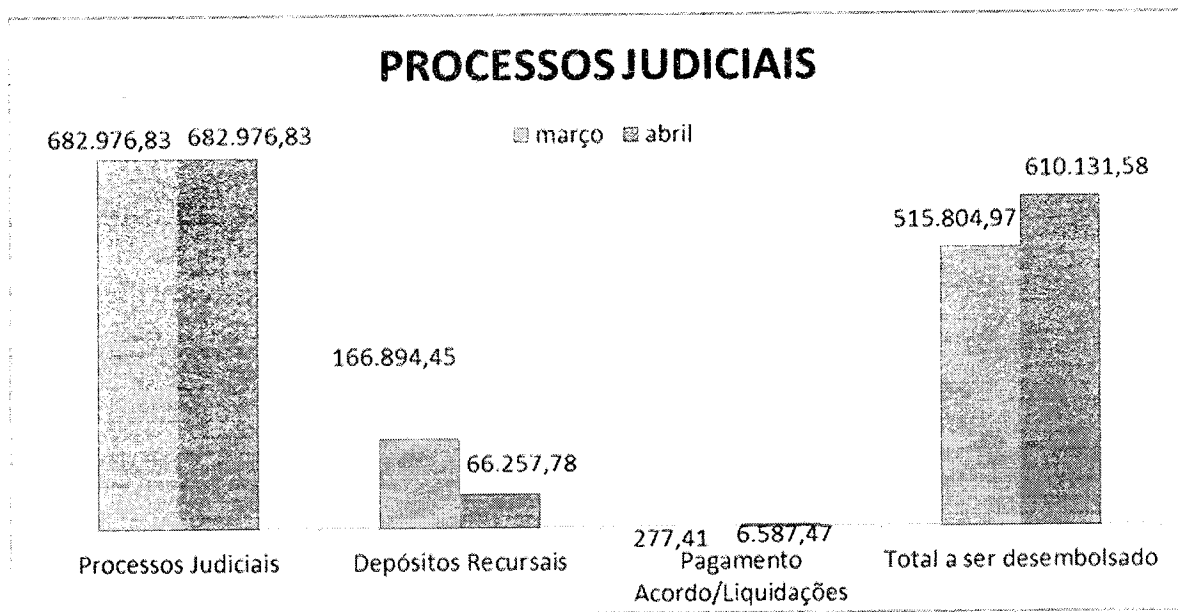 PROCESSOS JUDICIAIS
março abril
682.976,83 682.976,83
166.894,45
66.257,78
277,41 6.587,47
515.804,97
610.131,58
Processos Judiciais
Depósitos Recursais
Pagamento
Acordo/Liquidações
Total a ser desembolsado